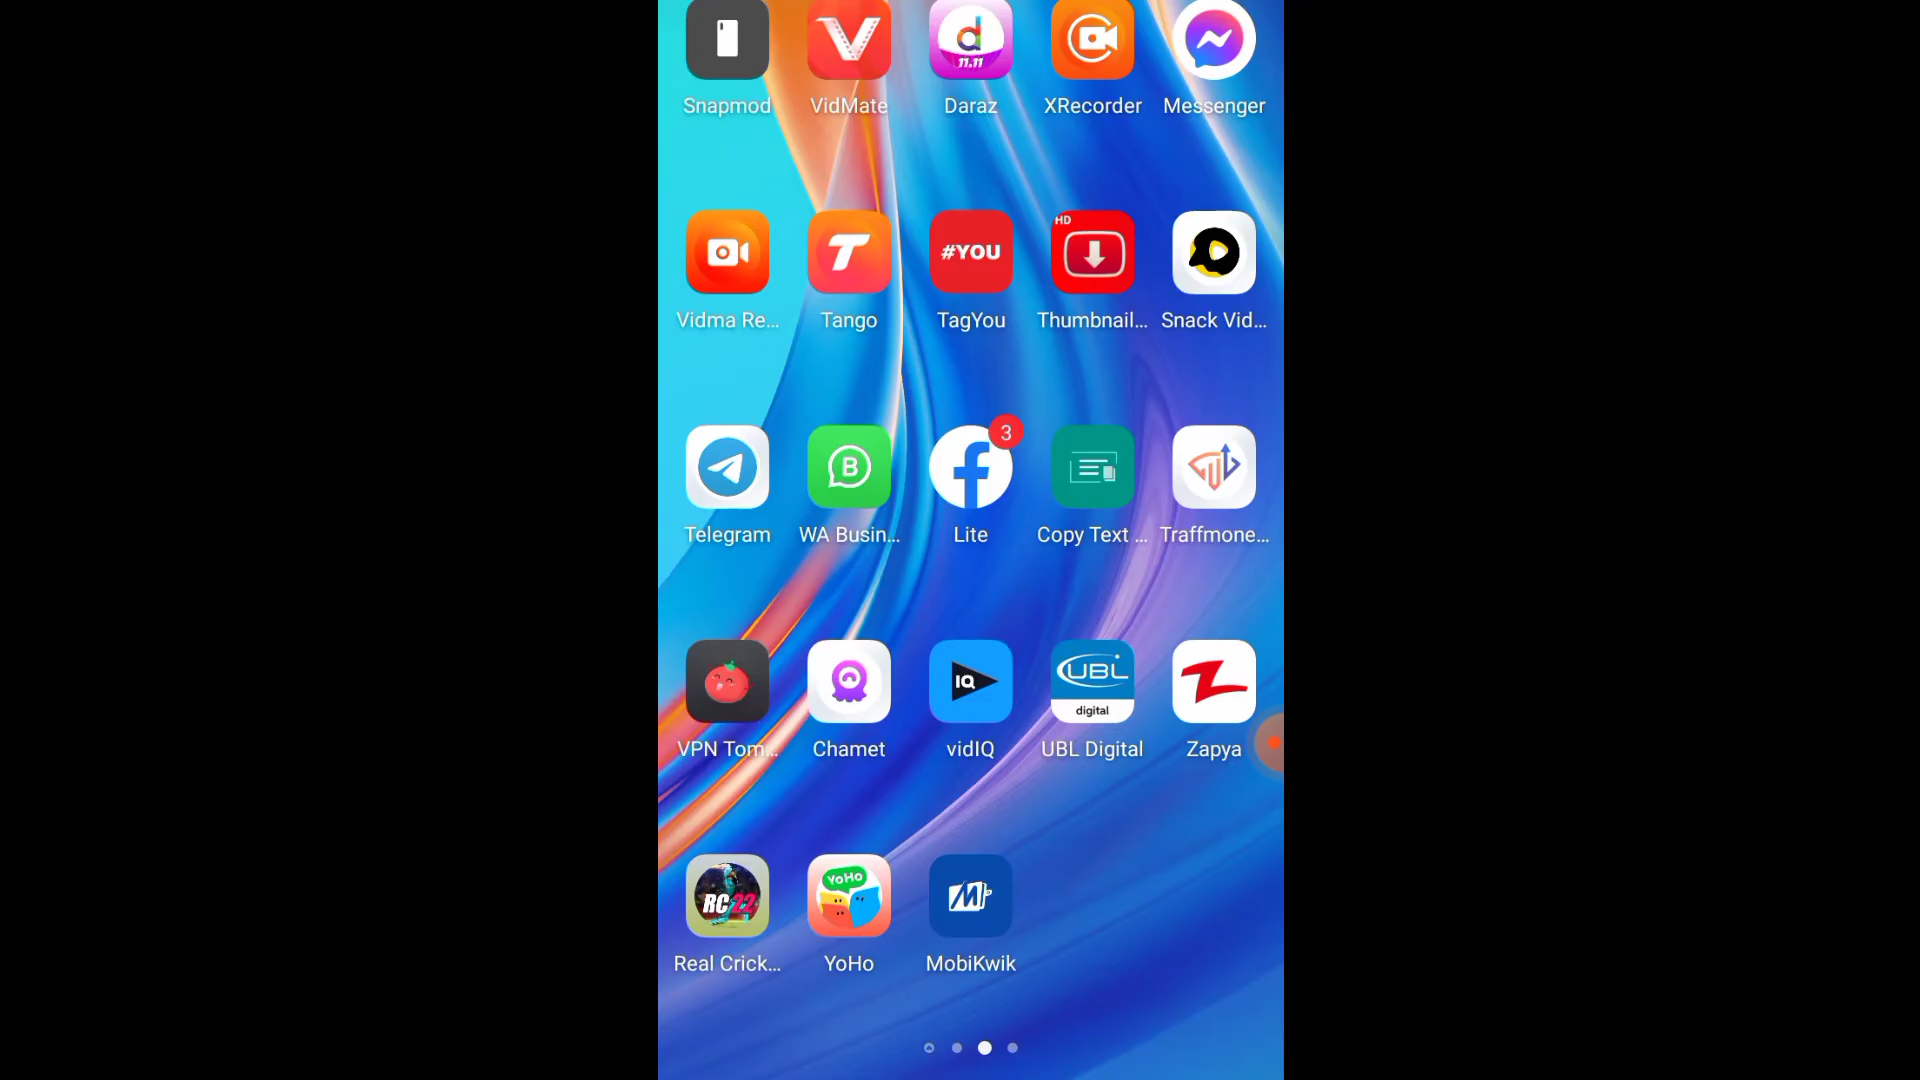 11.11
Snapmod VidMate Daraz XRecorder Messenger
HD
#YOU
Vidma Re... Tango TagYou Thumbnail... Snack Vid...
3
B
Telegram WA Busin... Lite Copy Text ... Traffmone...
IQ
UBL
digital
VPN Tom... Chamet vidIQ UBL Digital Zapya
RC22
YoHo
Real Crick... YoHo MobiKwik